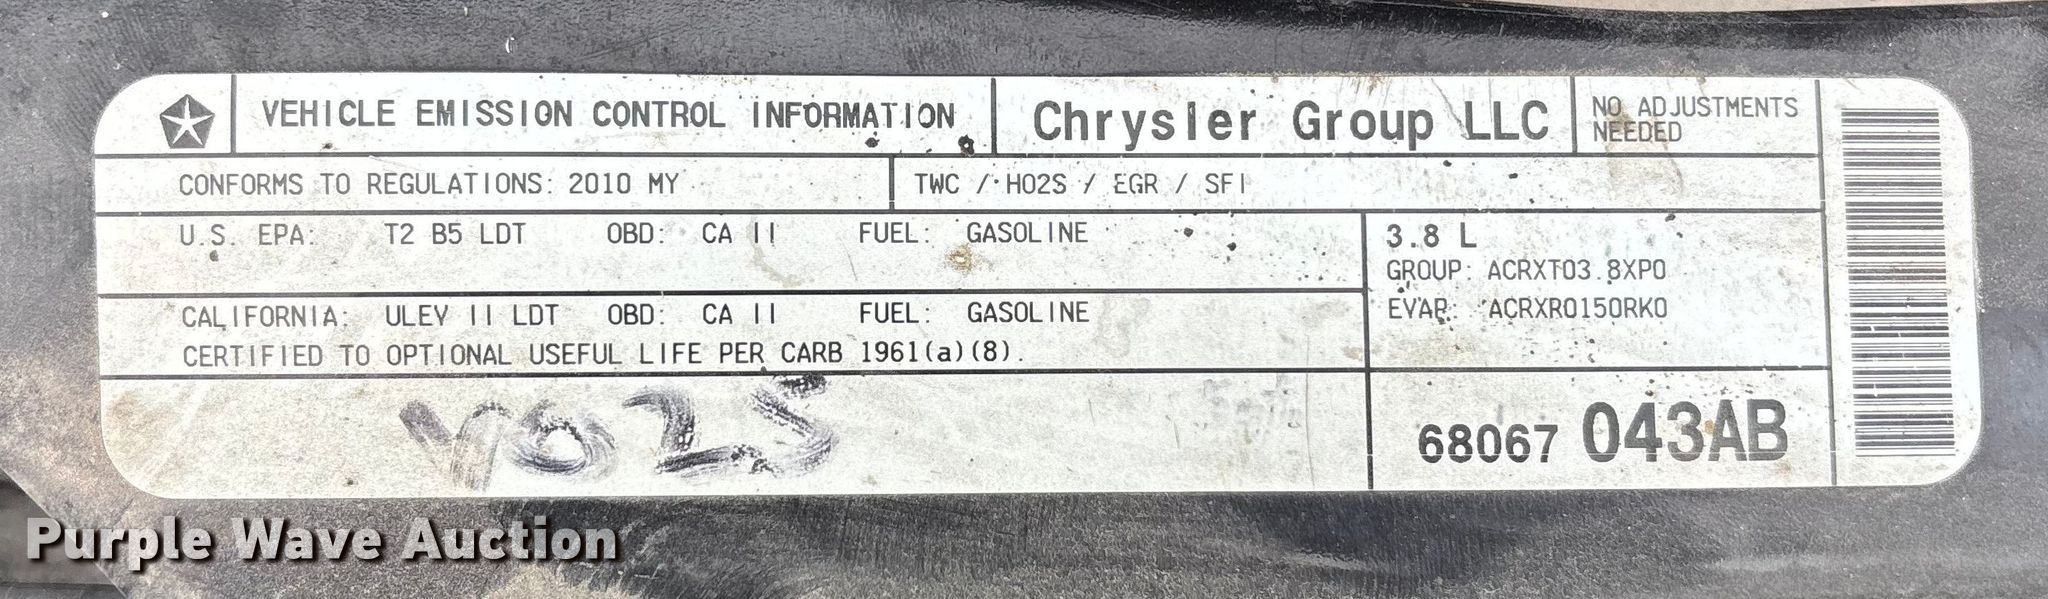 VEHICLE EMISSION CONTROL INFORMATION
Chrysler Group LLC
NO ADJUSTMENTS
NEEDED
CONFORMS TO REGULATIONS: 2010 MY
TWC / HO2S / EGR / SFI
U.S. EPA: T2 B5 LDT OBD: CA II FUEL: GASOLINE
3.8 L
GROUP: ACRXT03.8XP0
EVAP: ACRXR0150RK0
CALIFORNIA: ULEV II LDT OBD: CA II FUEL: GASOLINE
CERTIFIED TO OPTIONAL USEFUL LIFE PER CARB 1961(a)(8).
4025
68067 043AB
Purple Wave Auction